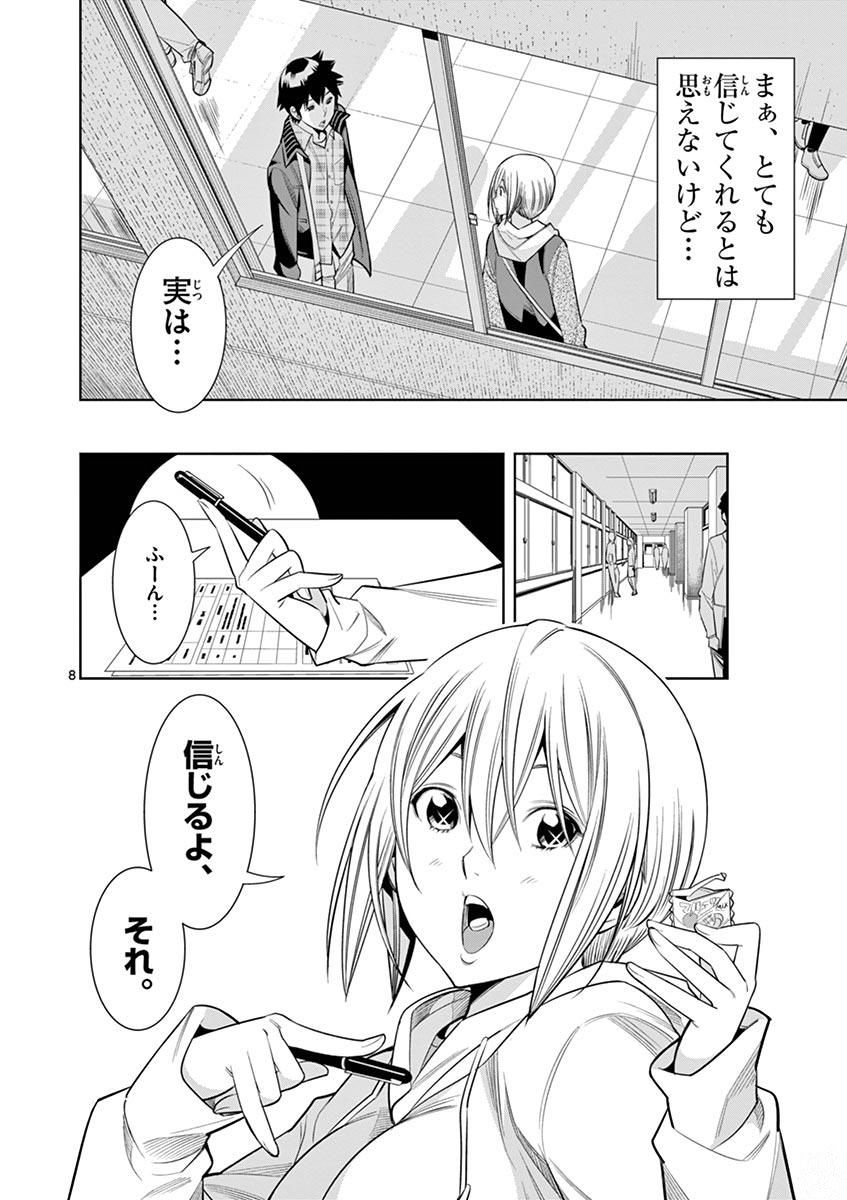 まぁ、とても
信じてくれるとは
思えないけど…
実は…
ふーん…
信じるよ、
それ。
8